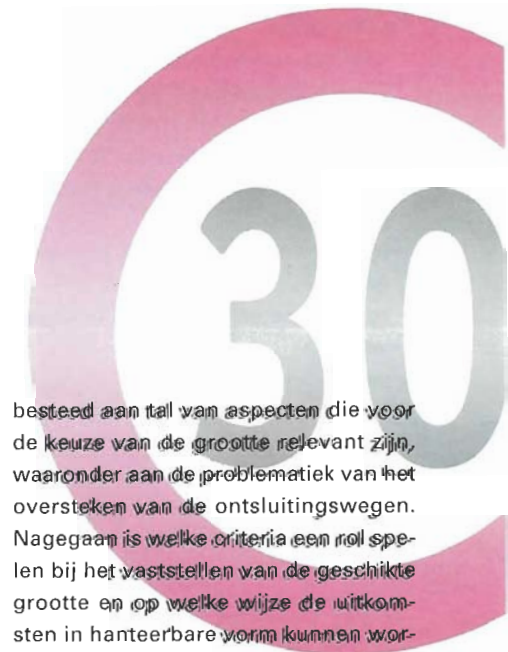 30
besteed aan tal van aspecten die voor
de keuze van de grootte relevant zijn,
waaronder aan de problematiek van het
oversteken van de ontsluitingswegen.
Nagegaan is welke criteria een rol spe-
len bij het vaststellen van de geschikte
grootte en op welke wijze de uitkom-
sten in hanteerbare vorm kunnen wor-